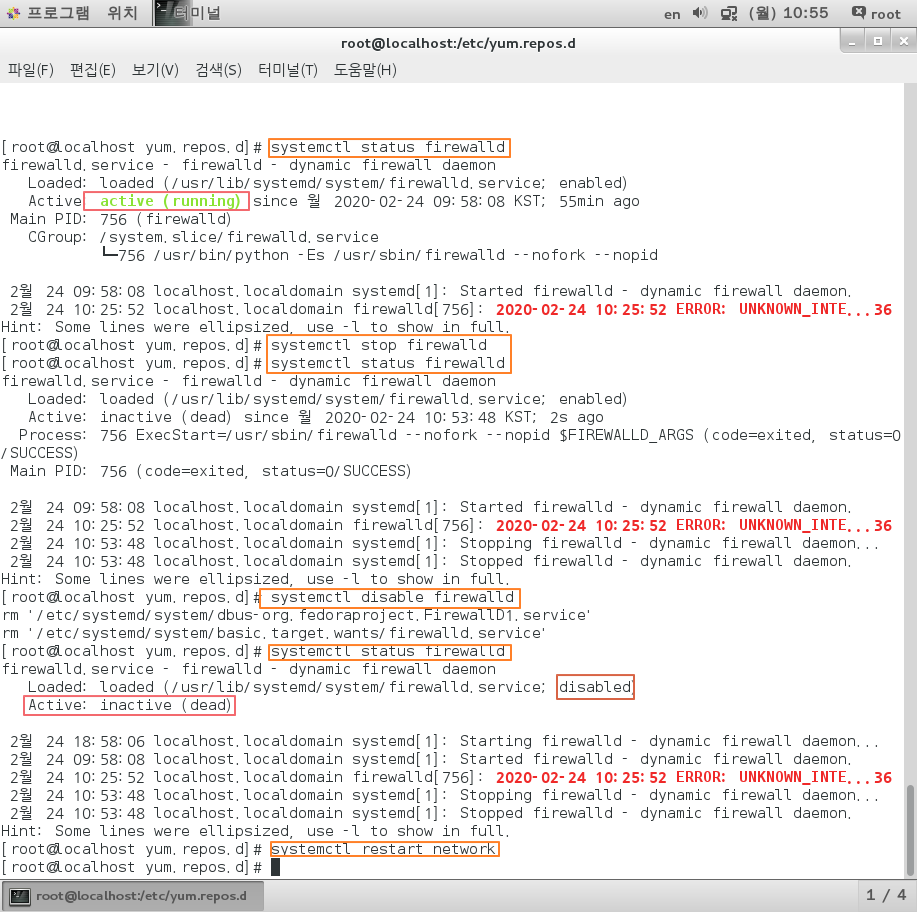 프로그램 위치 터미널 en (월) 10:55 root
root@localhost:/etc/yum.repos.d
파일(F) 편집(E) 보기(V) 검색(S) 터미널(T) 도움말(H)
[root@localhost yum.repos.d]# systemctl status firewalld
firewalld.service - firewalld - dynamic firewall daemon
Loaded: loaded (/usr/lib/systemd/system/firewalld.service; enabled)
Active: active (running) since 월 2020-02-24 09:58:08 KST; 55min ago
Main PID: 756 (firewalld)
CGroup: /system.slice/firewalld.service
└─756 /usr/bin/python -Es /usr/sbin/firewalld --nofork --nopid
2월 24 09:58:08 localhost.localdomain systemd[1]: Started firewalld - dynamic firewall daemon.
2월 24 10:25:52 localhost.localdomain firewalld[756]: 2020-02-24 10:25:52 ERROR: UNKNOWN_INTE...36
Hint: Some lines were ellipsized, use -l to show in full.
[root@localhost yum.repos.d]# systemctl stop firewalld
[root@localhost yum.repos.d]# systemctl status firewalld
firewalld.service - firewalld - dynamic firewall daemon
Loaded: loaded (/usr/lib/systemd/system/firewalld.service; enabled)
Active: inactive (dead) since 월 2020-02-24 10:53:48 KST; 2s ago
Process: 756 ExecStart=/usr/sbin/firewalld --nofork --nopid $FIREWALLD_ARGS (code=exited, status=0
/SUCCESS)
Main PID: 756 (code=exited, status=0/SUCCESS)
2월 24 09:58:08 localhost.localdomain systemd[1]: Started firewalld - dynamic firewall daemon.
2월 24 10:25:52 localhost.localdomain firewalld[756]: 2020-02-24 10:25:52 ERROR: UNKNOWN_INTE...36
2월 24 10:53:48 localhost.localdomain systemd[1]: Stopping firewalld - dynamic firewall daemon...
2월 24 10:53:48 localhost.localdomain systemd[1]: Stopped firewalld - dynamic firewall daemon.
Hint: Some lines were ellipsized, use -l to show in full.
[root@localhost yum.repos.d]# systemctl disable firewalld
rm '/etc/systemd/system/dbus-org.fedoraproject.FirewallD1.service'
rm '/etc/systemd/system/basic.target.wants/firewalld.service'
[root@localhost yum.repos.d]# systemctl status firewalld
firewalld.service - firewalld - dynamic firewall daemon
Loaded: loaded (/usr/lib/systemd/system/firewalld.service; disabled)
Active: inactive (dead)
2월 24 18:58:06 localhost.localdomain systemd[1]: Starting firewalld - dynamic firewall daemon...
2월 24 09:58:08 localhost.localdomain systemd[1]: Started firewalld - dynamic firewall daemon.
2월 24 10:25:52 localhost.localdomain firewalld[756]: 2020-02-24 10:25:52 ERROR: UNKNOWN_INTE...36
2월 24 10:53:48 localhost.localdomain systemd[1]: Stopping firewalld - dynamic firewall daemon...
2월 24 10:53:48 localhost.localdomain systemd[1]: Stopped firewalld - dynamic firewall daemon.
Hint: Some lines were ellipsized, use -l to show in full.
[root@localhost yum.repos.d]# systemctl restart network
[root@localhost yum.repos.d]#
root@localhost:/etc/yum.repos.d 1 / 4